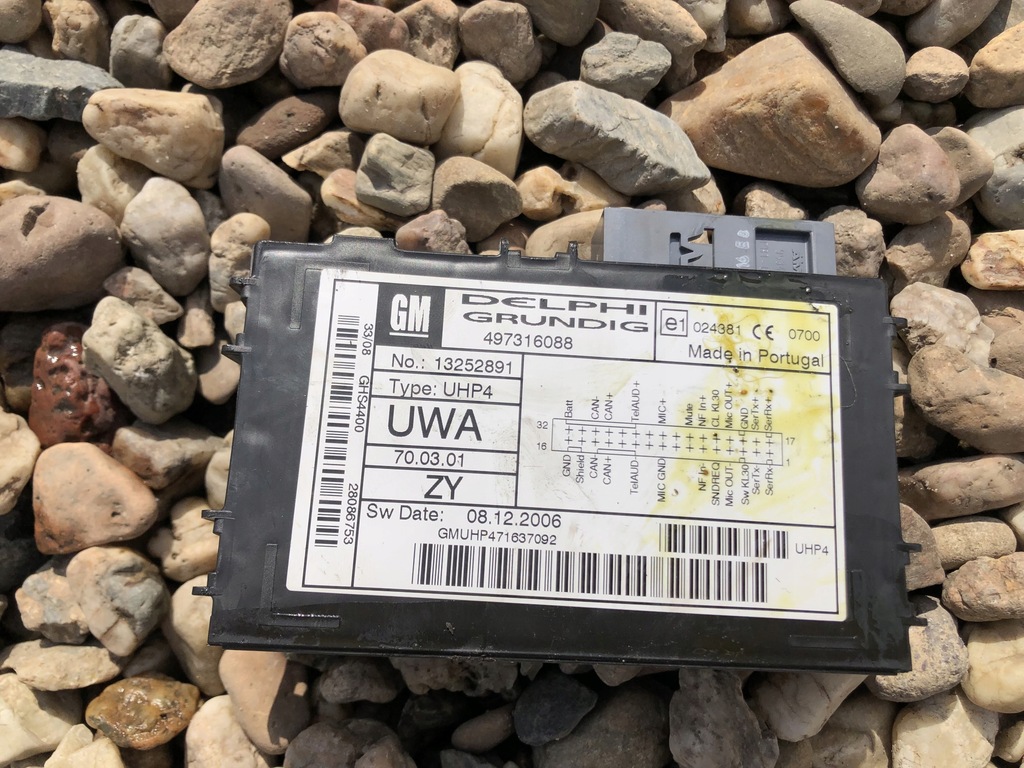 GM
DELPHI
GRUNDIG
497316088
e1 024381 CE 0700
Made in Portugal
33/08
GHS24400
28086753
No.: 13252891
Type: UHP4
UWA
70.03.01
ZY
Sw Date: 08.12.2006
GMUHP471637092
UHP4
32
Batt
CAN-
CAN+
TelAUD+
MIC+
Mute
NF In+
CL KL30
Mic OUT+
GND
SerTx+
SerRx+
17
16
GND
Shield
CAN-
CAN+
TelAUD-
MIC GND
NF In-
SNDREQ
Mic OUT-
Sw KL30
SerTx-
SerRx-
1